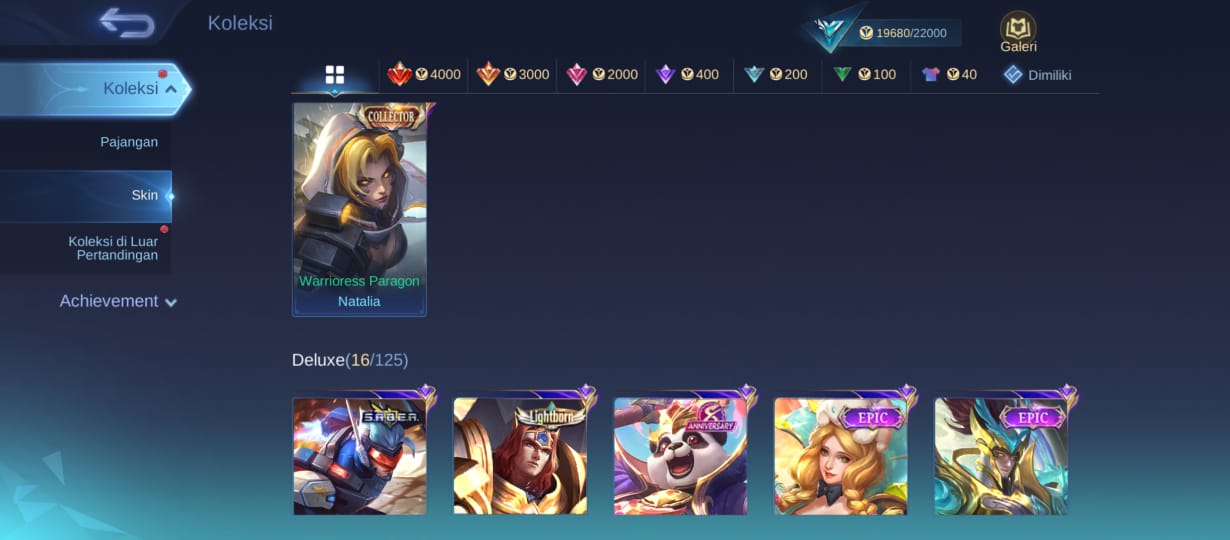 Koleksi
19680/22000
Galeri
4000
3000
2000
400
200
100
40
Dimiliki
Koleksi
Pajangan
Skin
Koleksi di Luar
Pertandingan
Achievement
COLLECTOR
Warrioress Paragon
Natalia
Deluxe(16/125)
S.A.B.E.R.
Lightborn
ANNIVERSARY
EPIC
EPIC